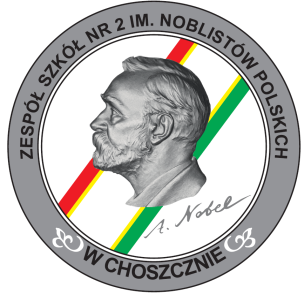 ZESPÓŁ SZKÓŁ NR 2 IM. NOBLISTÓW POLSKICH
A. Nobel
W CHOSZCZNIE